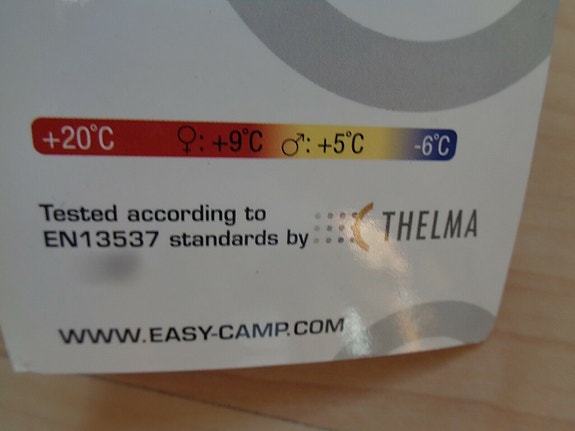 +20°C ♀: +9°C ♂: +5°C -6°C
Tested according to
EN13537 standards by THELMA
WWW.EASY-CAMP.COM